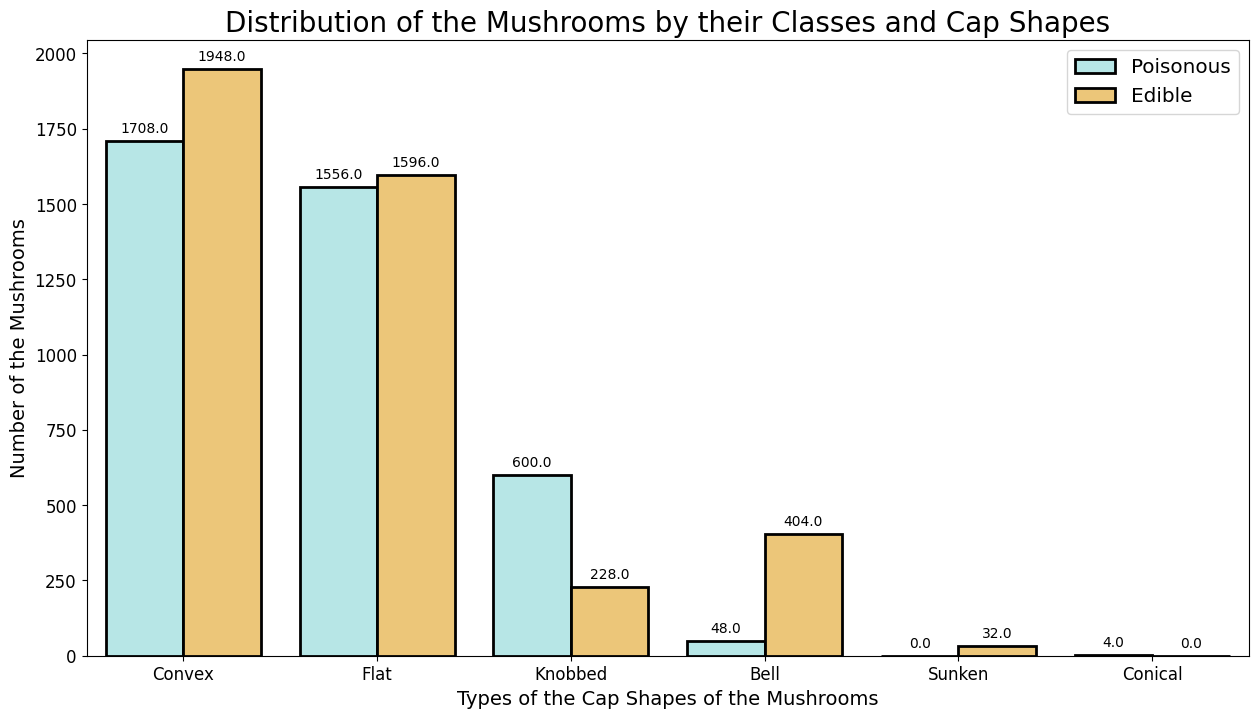 Distribution of the Mushrooms by their Classes and Cap Shapes
Poisonous
Edible
Number of the Mushrooms
2000
1750
1500
1250
1000
750
500
250
0
1708.0
1948.0
1556.0
1596.0
600.0
228.0
48.0
404.0
0.0
32.0
4.0
0.0
Convex
Flat
Knobbed
Bell
Sunken
Conical
Types of the Cap Shapes of the Mushrooms